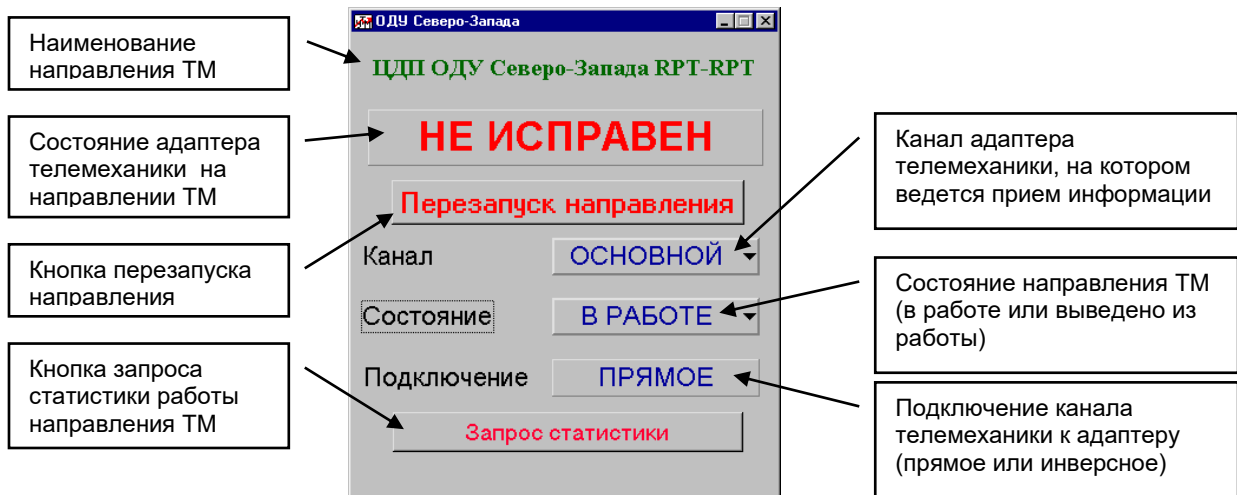 Наименование
направления ТМ
Состояние адаптера
телемеханики на
направлении ТМ
Кнопка перезапуска
направления
Кнопка запроса
статистики работы
направления ТМ
ОДУ Северо-Запада
ЦДП ОДУ Северо-Запада RPT-RPT
НЕ ИСПРАВЕН
Перезапуск направления
Канал ОСНОВНОЙ
Состояние В РАБОТЕ
Подключение ПРЯМОЕ
Запрос статистики
Канал адаптера
телемеханики, на котором
ведется прием информации
Состояние направления ТМ
(в работе или выведено из
работы)
Подключение канала
телемеханики к адаптеру
(прямое или инверсное)